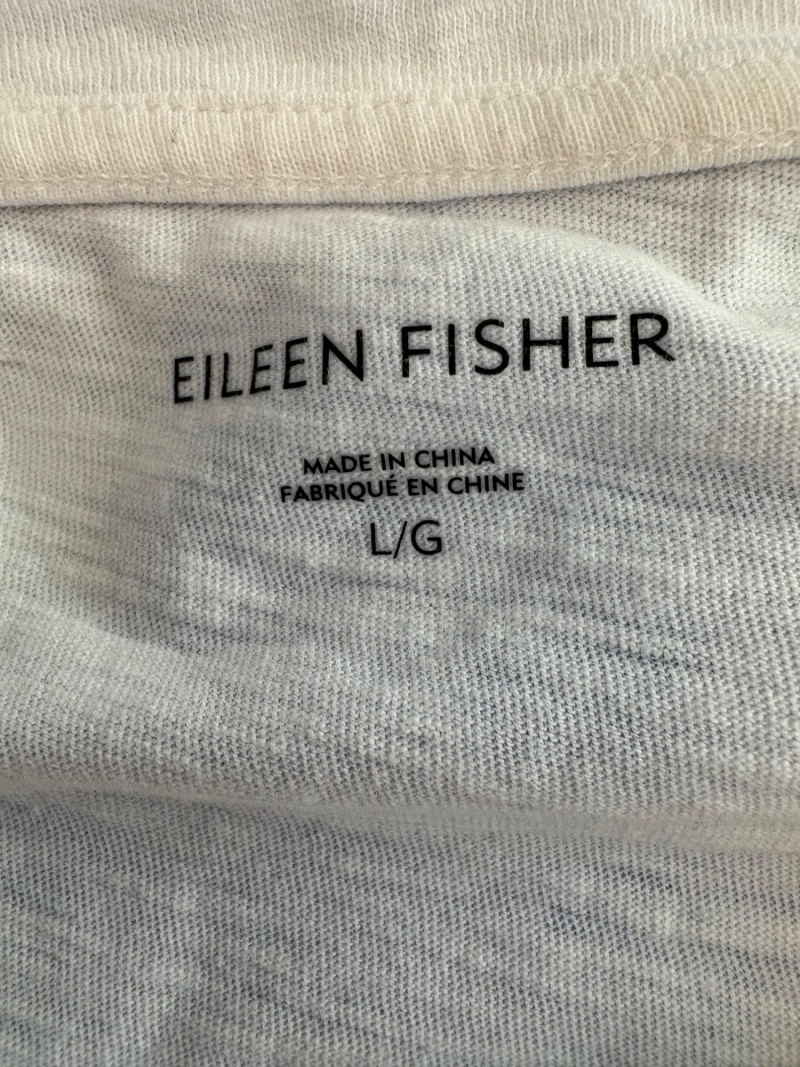 EILEEN FISHER
MADE IN CHINA
FABRIQUÉ EN CHINE
L/G